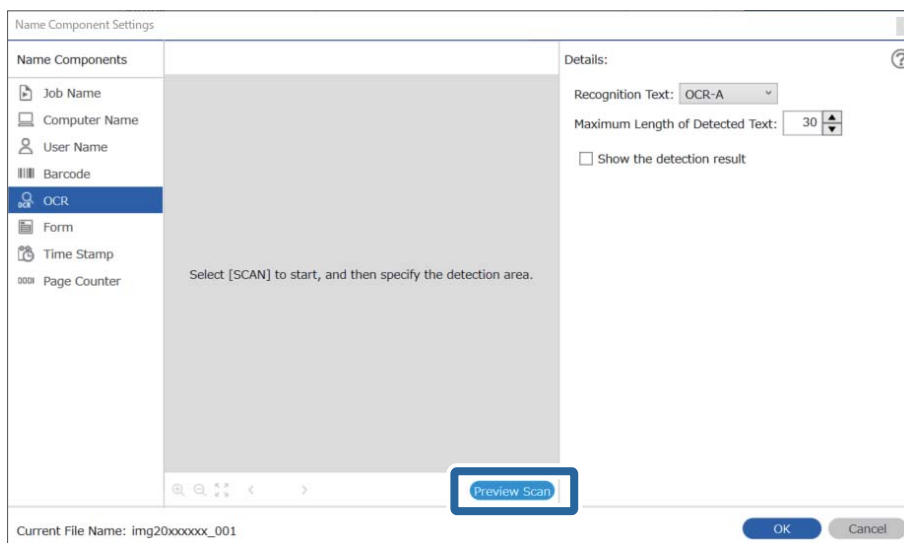 Name Component Settings
Name Components
Job Name
Computer Name
User Name
Barcode
OCR
Form
Time Stamp
Page Counter
Select [SCAN] to start, and then specify the detection area.
Preview Scan
Details:
Recognition Text: OCR-A
Maximum Length of Detected Text: 30
Show the detection result
Current File Name: img20xxxxxx_001
OK
Cancel